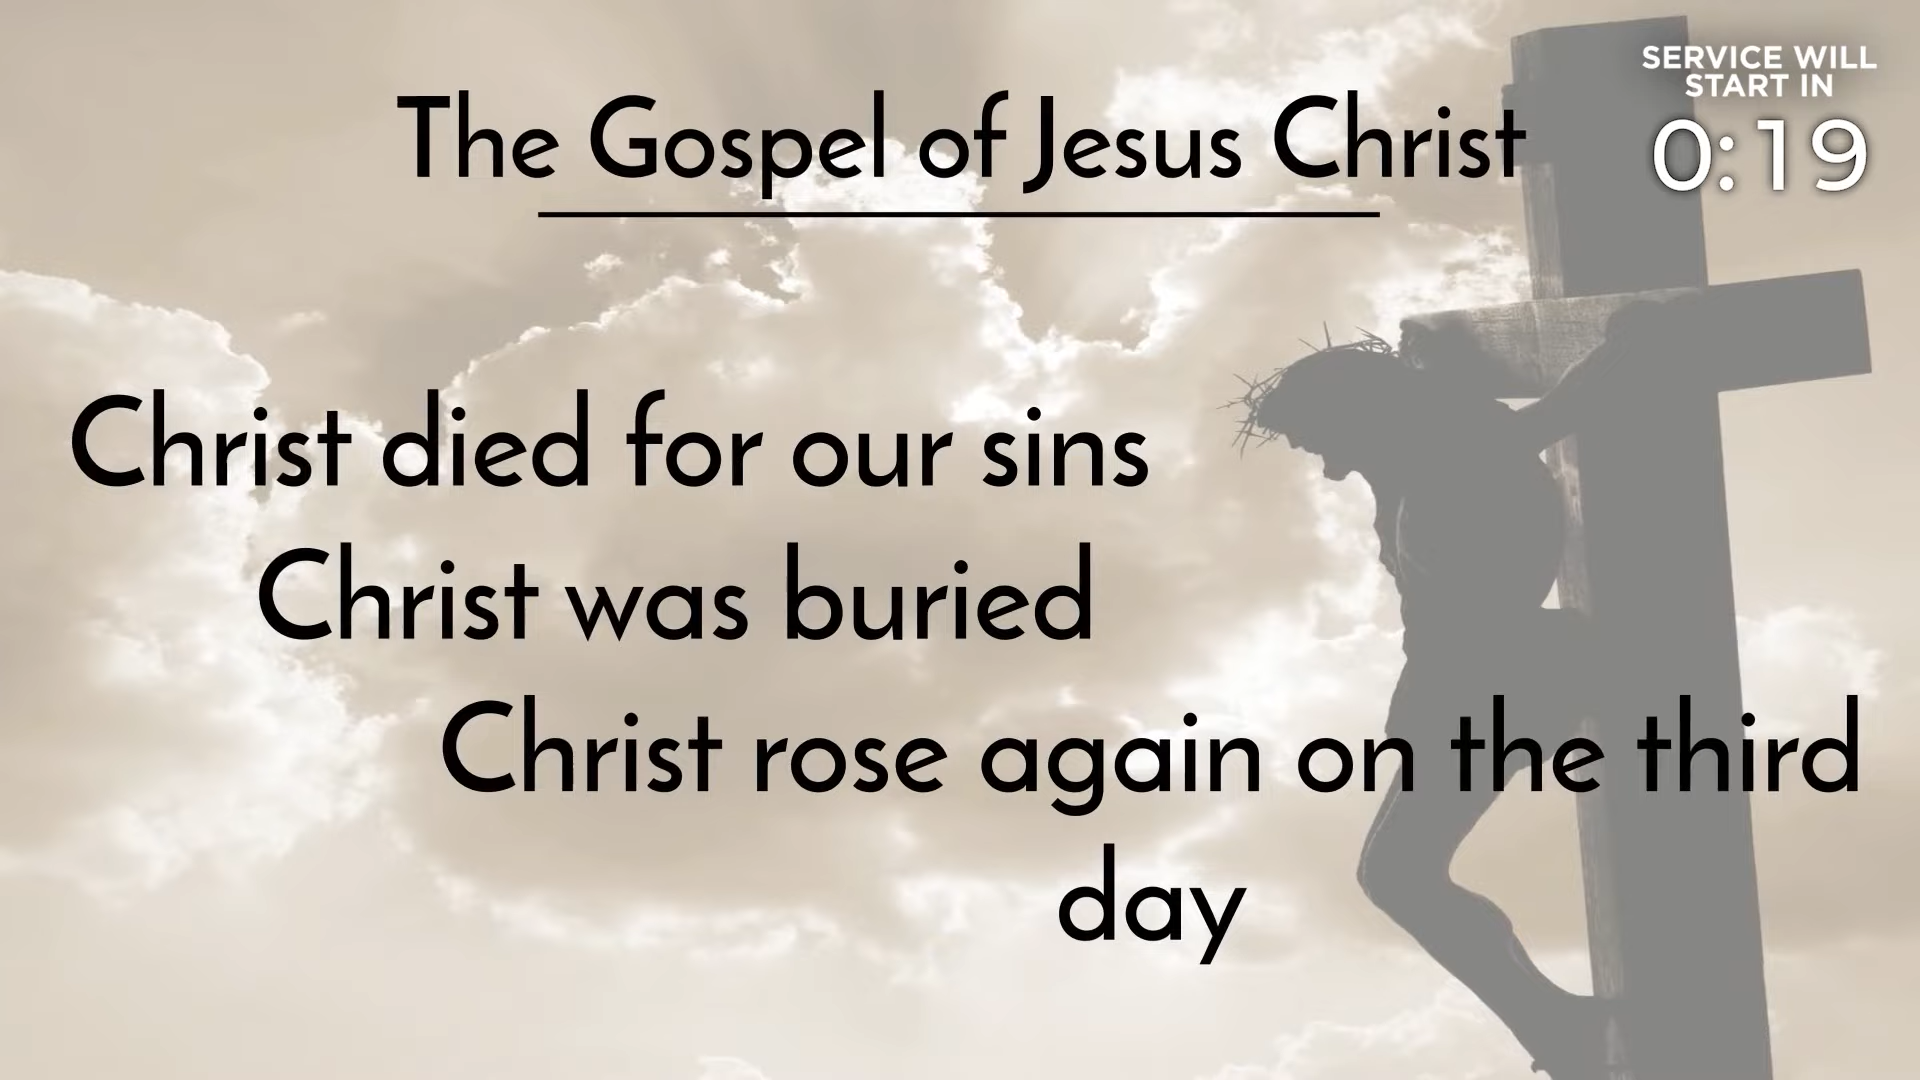 The Gospel of Jesus Christ
SERVICE WILL
START IN
0:19
Christ died for our sins
Christ was buried
Christ rose again on the third
day